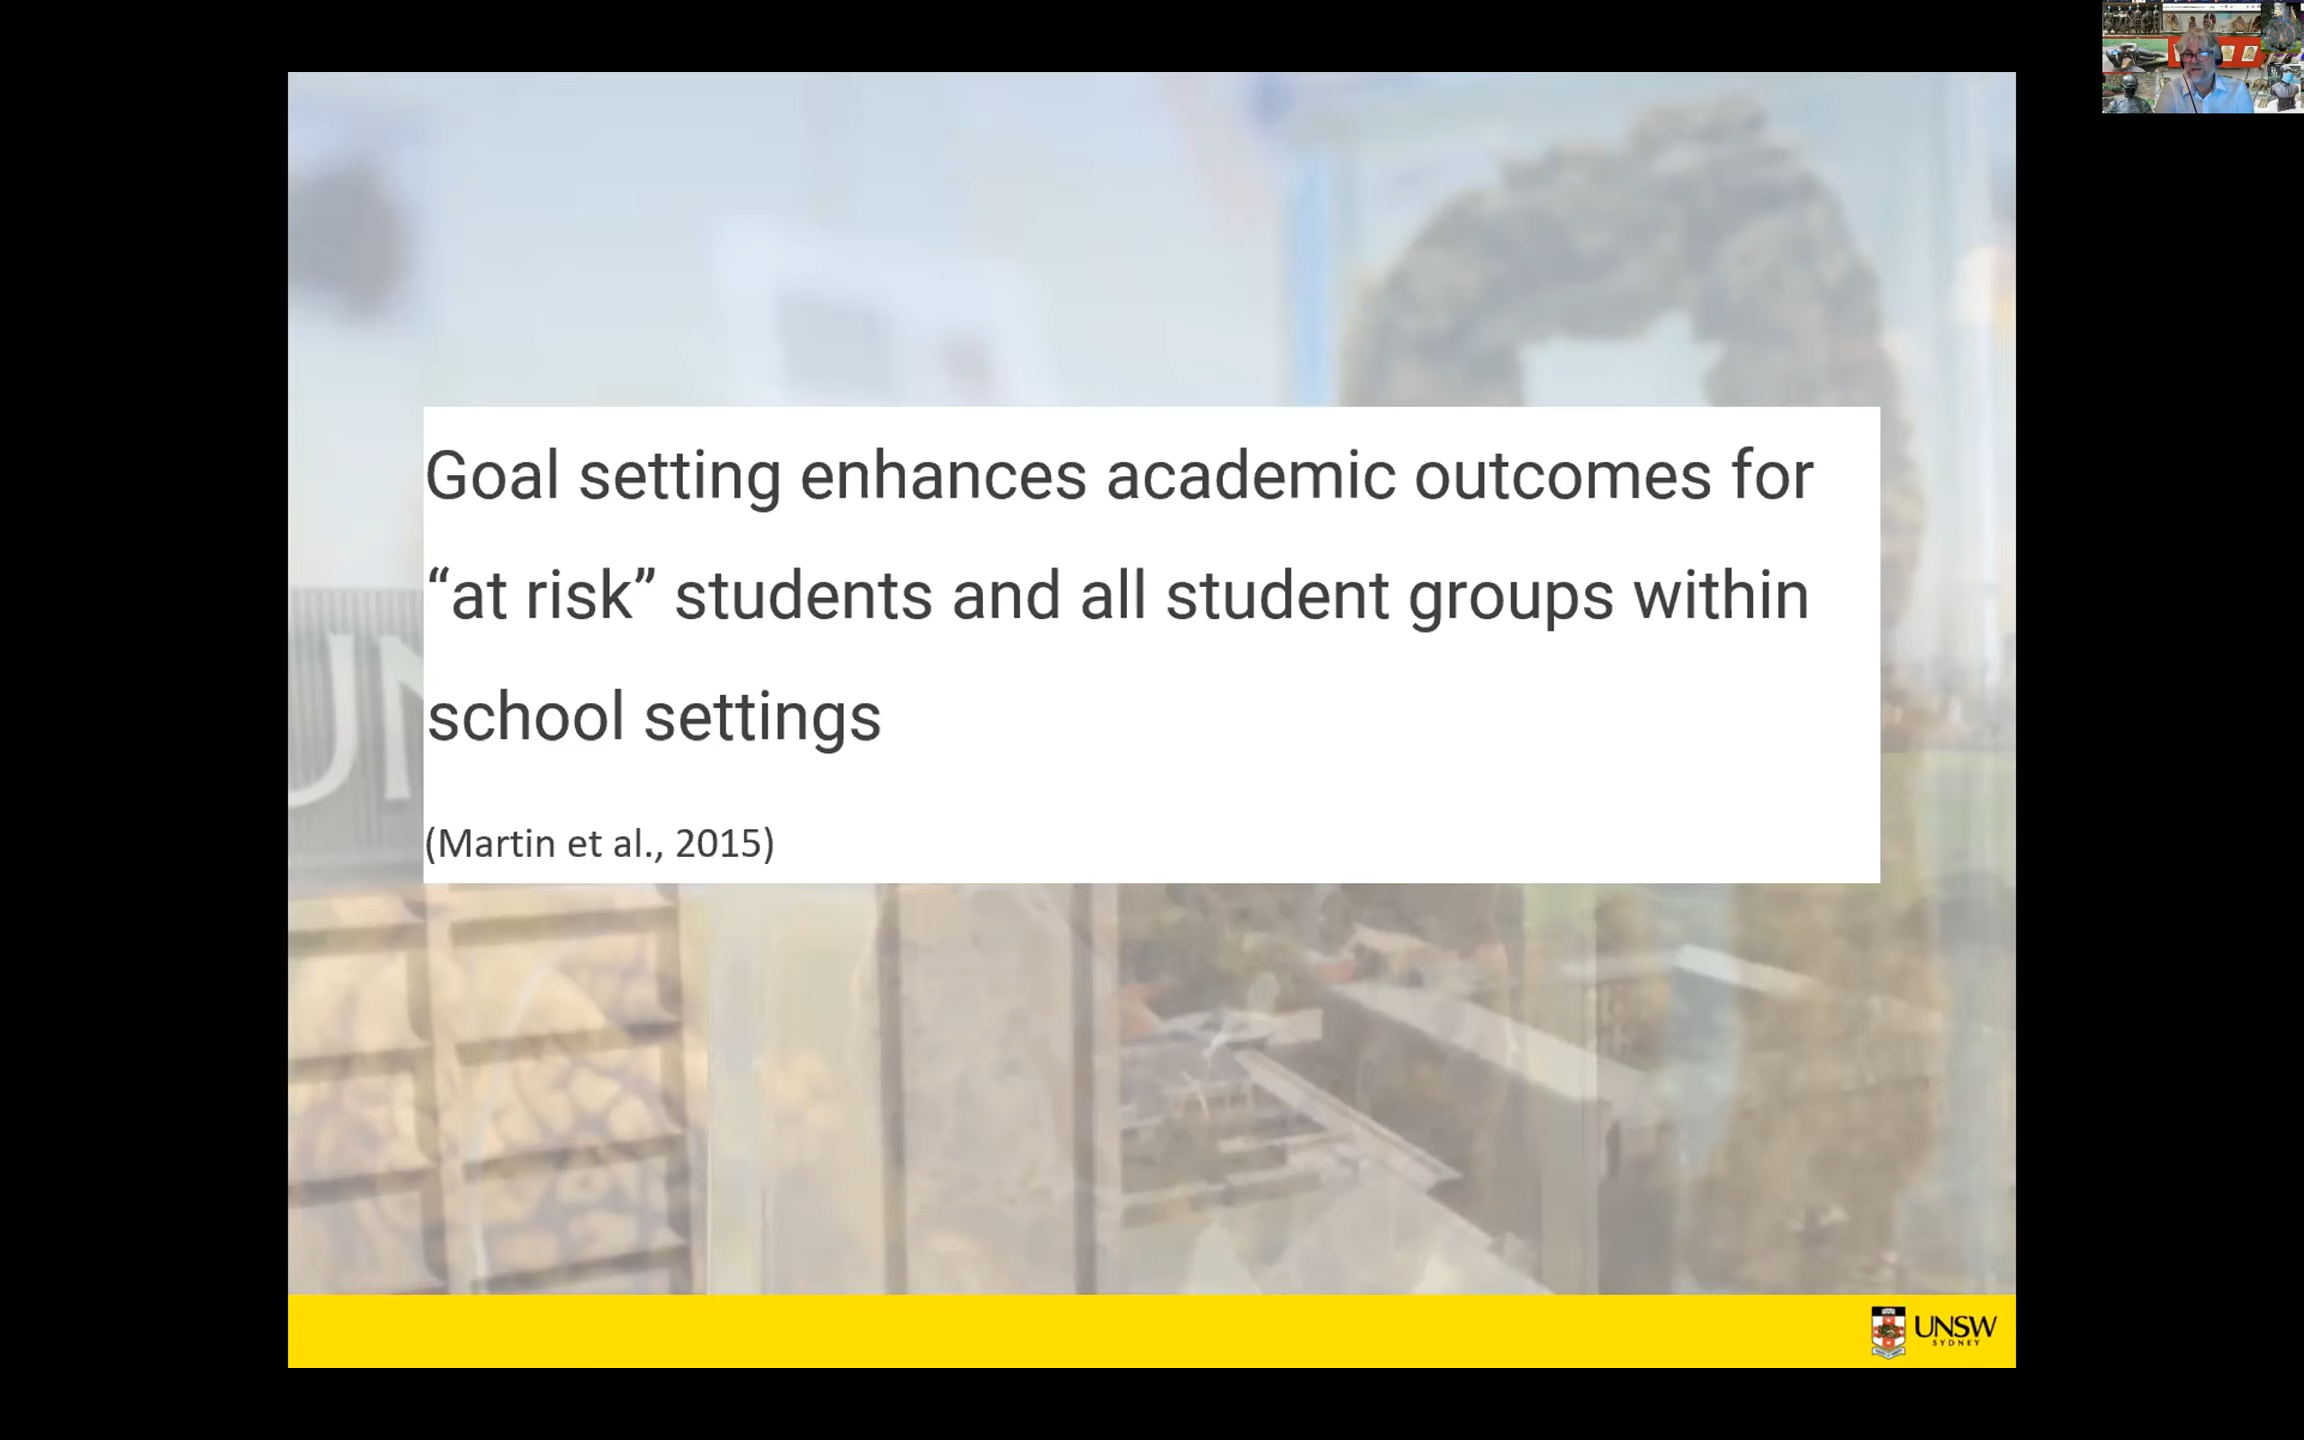 Goal setting enhances academic outcomes for
“at risk” students and all student groups within
school settings
(Martin et al., 2015)
UN
UNSW
SYDNEY